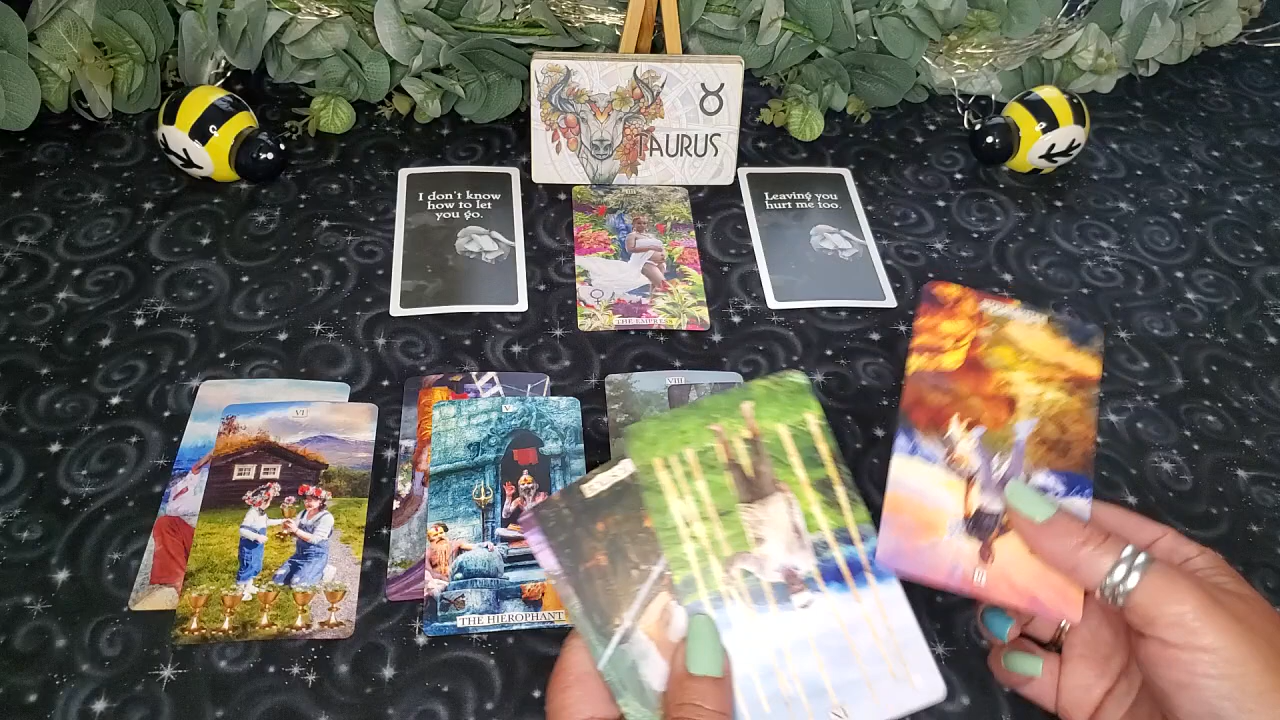 TAURUS
I don't know
how to let
you go.
THE EMPRESS
Leaving you
hurt me too.
VI
V
THE HIEROPHANT
VIII